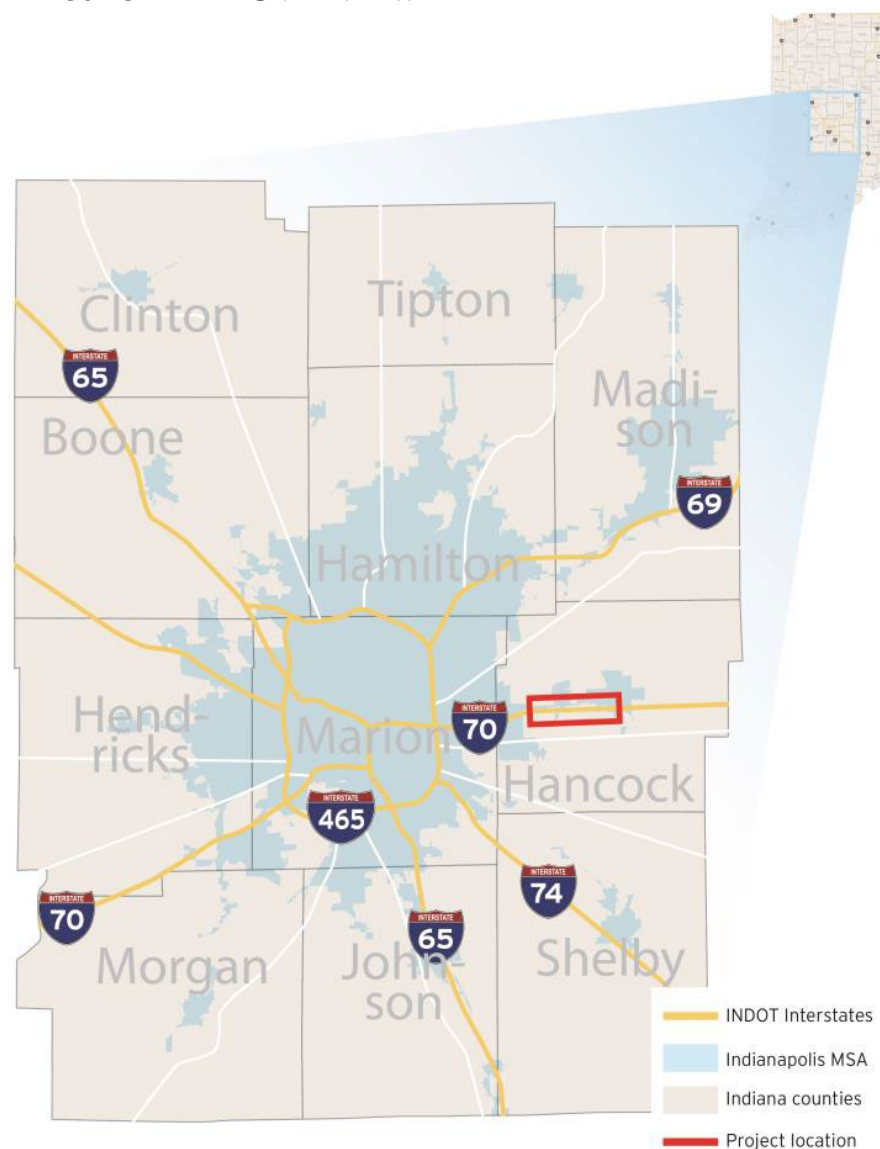 Clinton
Tipton
INTERSTATE
65
Madi-
son
Boone
INTERSTATE
69
Hamilton
Hend-
ricks
Marion
INTERSTATE
70
Hancock
INTERSTATE
465
INTERSTATE
70
INTERSTATE
74
INTERSTATE
65
Morgan
John-
son
Shelby
INDOT Interstates
Indianapolis MSA
Indiana counties
Project location